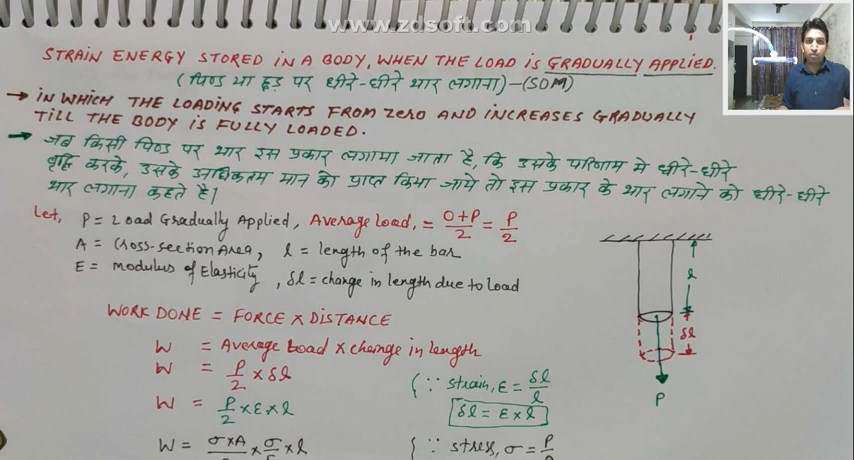 www.zdsoft.com
STRAIN ENERGY STORED IN A BODY, WHEN THE LOAD IS GRADUALLY APPLIED.
(पिण्ड या दृढ़ पर धीरे-धीरे भार लगाना) - (SOM)
→ IN WHICH THE LOADING STARTS FROM ZERO AND INCREASES GRADUALLY
TILL THE BODY IS FULLY LOADED.
→ जब किसी पिण्ड पर भार इस प्रकार लगाया जाता है, कि उसके परिणाम मे धीरे-धीरे
वृद्धि करके, उसके अधिकतम मान को प्राप्त किया जाये तो इस प्रकार के भार लगाने को धीरे-धीरे
भार लगाना कहते है।
Let, P = Load Gradually Applied, Average Load, = 0+P/2 = P/2
A = Cross-section Area, l = length of the bar
E = modulus of Elasticity, δl = change in length due to Load
l
δl
P
WORK DONE = FORCE × DISTANCE
W = Average Load × change in length
W = P/2 × δl
{∵ strain, ε = δl/l
W = P/2 × ε × l
δl = ε × l
W = σ×A/ × σ/ × l
{∵ stress, σ = P/A